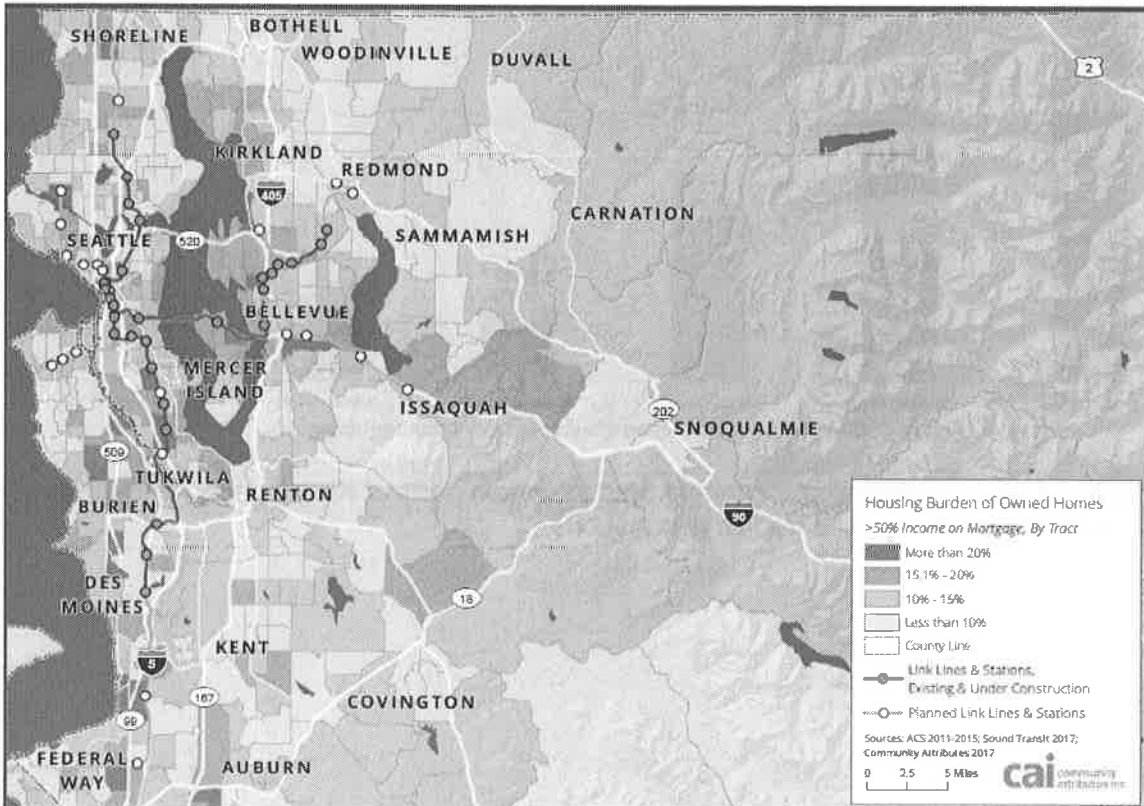 SHORELINE
BOTHELL
WOODINVILLE
DUVALL
2
KIRKLAND
REDMOND
405
CARNATION
SEATTLE
520
SAMMAMISH
BELLEVUE
MERCER
ISLAND
ISSAQUAH
202
SNOQUALMIE
509
TUKWILA
RENTON
BURIEN
90
DES
MOINES
18
KENT
5
167
COVINGTON
99
FEDERAL
WAY
AUBURN
Housing Burden of Owned Homes
>50% Income on Mortgage, By Tract
More than 20%
15.1% - 20%
10% - 15%
Less than 10%
County Line
Link Lines & Stations,
Existing & Under Construction
Planned Link Lines & Stations
Sources: ACS 2011-2015; Sound Transit 2017;
Community Attributes 2017
0 2.5 5 Miles
cai community
attributes inc